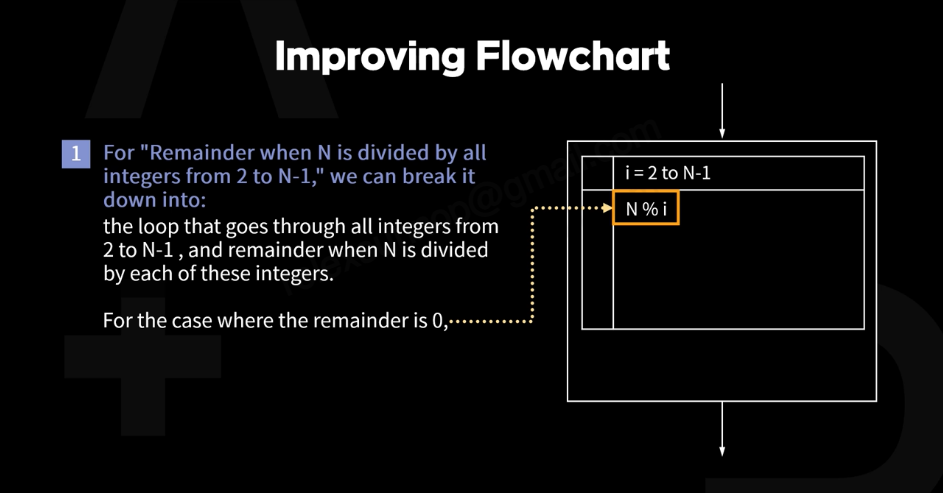 Improving Flowchart
1
For "Remainder when N is divided by all
integers from 2 to N-1," we can break it
down into:
the loop that goes through all integers from
2 to N-1 , and remainder when N is divided
by each of these integers.
For the case where the remainder is 0,
i = 2 to N-1
N % i